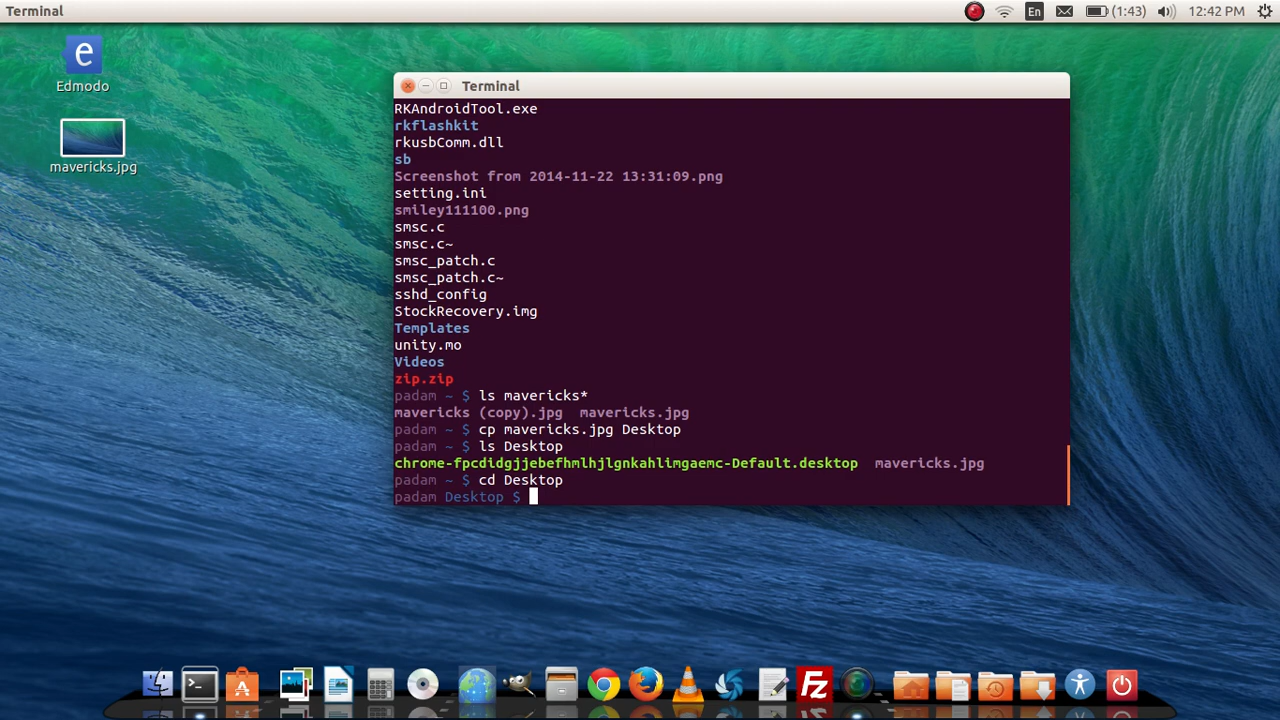 Terminal
En
(1:43)
12:42 PM
e
Edmodo
mavericks.jpg
Terminal
RKAndroidTool.exe
rkflashkit
rkusbComm.dll
sb
Screenshot from 2014-11-22 13:31:09.png
setting.ini
smiley111100.png
smsc.c
smsc.c~
smsc_patch.c
smsc_patch.c~
sshd_config
StockRecovery.img
Templates
unity.mo
Videos
zip.zip
padam ~ $ ls mavericks*
mavericks (copy).jpg  mavericks.jpg
padam ~ $ cp mavericks.jpg Desktop
padam ~ $ ls Desktop
chrome-fpcdidgjjebefhmlhjlgnkahlimgaemc-Default.desktop  mavericks.jpg
padam ~ $ cd Desktop
padam Desktop $
>_
A
FZ